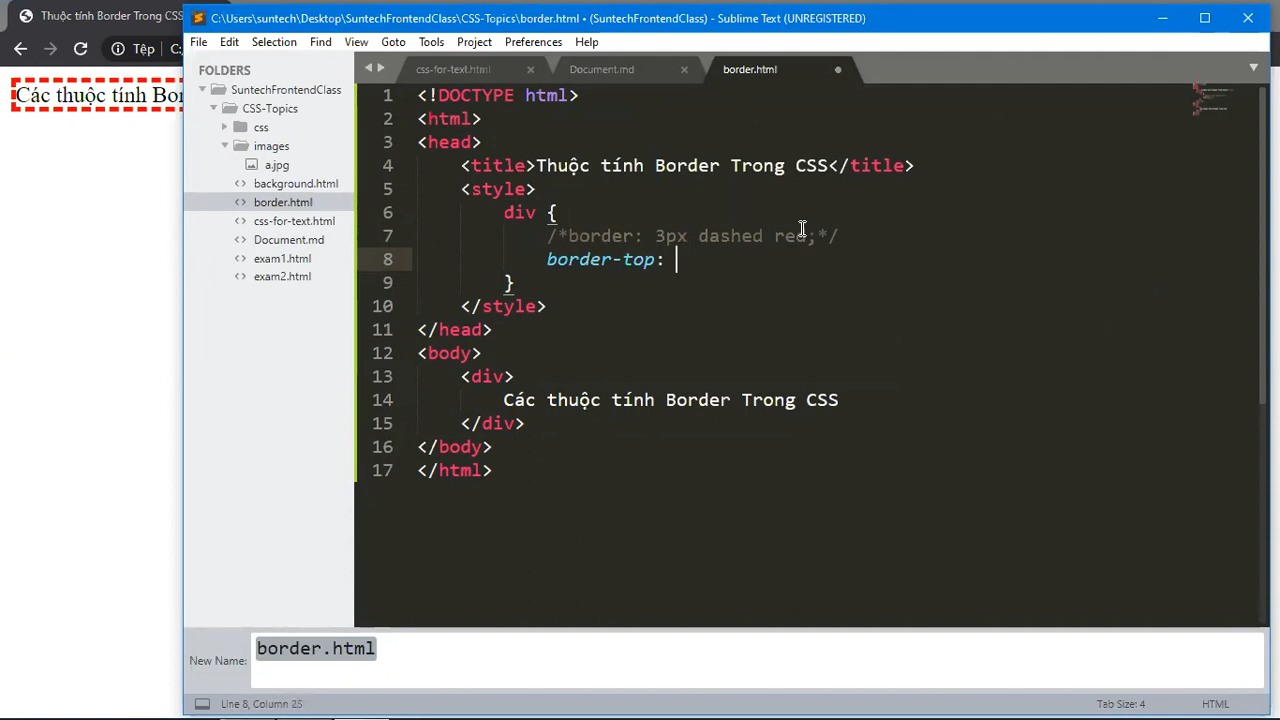 Thuộc tính Border Trong CSS
Tệp
C:
Các thuộc tính Bor
C:\Users\suntech\Desktop\SuntechFrontendClass\CSS-Topics\border.html • (SuntechFrontendClass) - Sublime Text (UNREGISTERED)
File Edit Selection Find View Goto Tools Project Preferences Help
FOLDERS
SuntechFrontendClass
CSS-Topics
css
images
a.jpg
background.html
border.html
css-for-text.html
Document.md
exam1.html
exam2.html
css-for-text.html Document.md border.html
1 <!DOCTYPE html>
2 <html>
3 <head>
4 <title>Thuộc tính Border Trong CSS</title>
5 <style>
6 div {
7 /*border: 3px dashed red;*/
8 border-top:
9 }
10 </style>
11 </head>
12 <body>
13 <div>
14 Các thuộc tính Border Trong CSS
15 </div>
16 </body>
17 </html>
New Name: border.html
Line 8, Column 25 Tab Size: 4 HTML